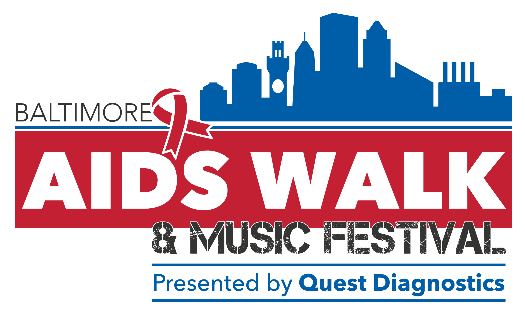 BALTIMORE
AIDS WALK
& MUSIC FESTIVAL
Presented by Quest Diagnostics